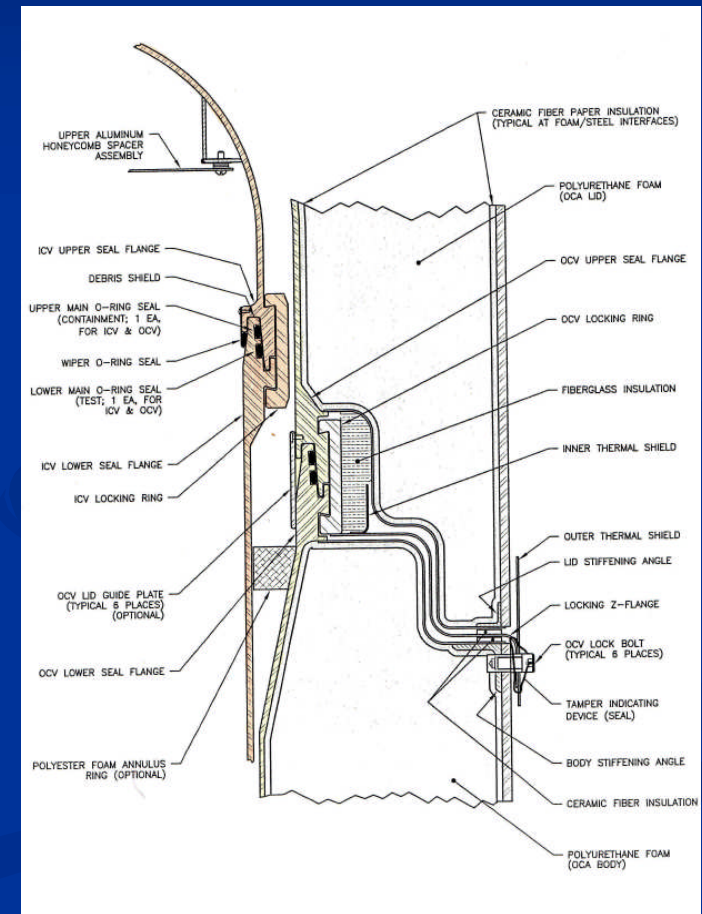 UPPER ALUMINUM
HONEYCOMB SPACER
ASSEMBLY
ICV UPPER SEAL FLANGE
DEBRIS SHIELD
UPPER MAIN O-RING SEAL
(CONTAINMENT; 1 EA,
FOR ICV & OCV)
WIPER O-RING SEAL
LOWER MAIN O-RING SEAL
(TEST; 1 EA, FOR
ICV & OCV)
ICV LOWER SEAL FLANGE
ICV LOCKING RING
OCV LID GUIDE PLATE
(TYPICAL 6 PLACES)
(OPTIONAL)
OCV LOWER SEAL FLANGE
POLYESTER FOAM ANNULUS
RING (OPTIONAL)
CERAMIC FIBER PAPER INSULATION
(TYPICAL AT FOAM/STEEL INTERFACES)
POLYURETHANE FOAM
(OCA LID)
OCV UPPER SEAL FLANGE
OCV LOCKING RING
FIBERGLASS INSULATION
INNER THERMAL SHIELD
OUTER THERMAL SHIELD
LID STIFFENING ANGLE
LOCKING Z-FLANGE
OCV LOCK BOLT
(TYPICAL 6 PLACES)
TAMPER INDICATING
DEVICE (SEAL)
BODY STIFFENING ANGLE
CERAMIC FIBER INSULATION
POLYURETHANE FOAM
(OCA BODY)